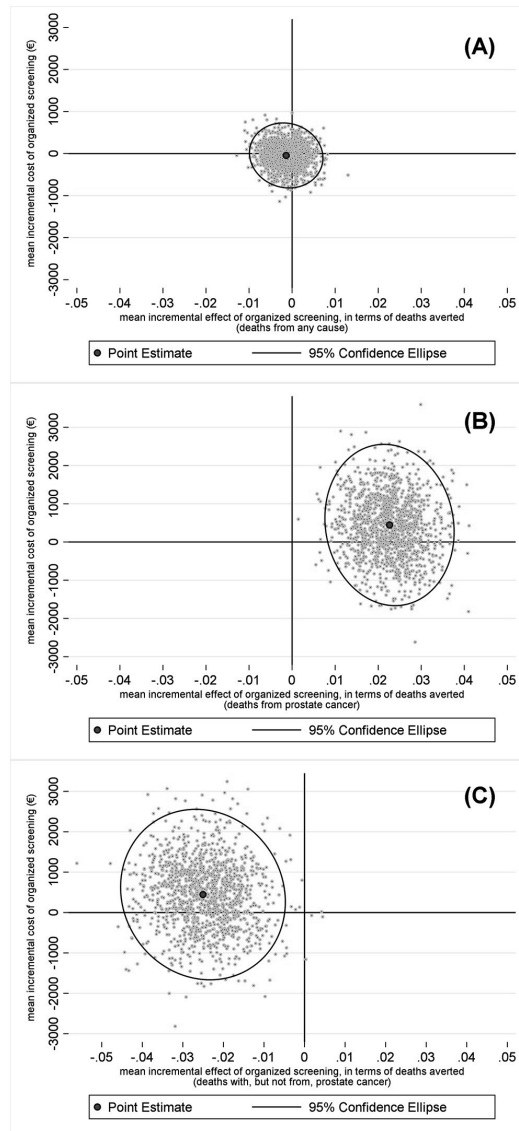 (A)
mean incremental cost of organized screening (€)
3000
2000
1000
0
-1000
-2000
-3000
-.05 -.04 -.03 -.02 -.01 0 .01 .02 .03 .04 .05
mean incremental effect of organized screening, in terms of deaths averted
(deaths from any cause)
Point Estimate 95% Confidence Ellipse
(B)
mean incremental cost of organized screening (€)
3000
2000
1000
0
-1000
-2000
-3000
-.05 -.04 -.03 -.02 -.01 0 .01 .02 .03 .04 .05
mean incremental effect of organized screening, in terms of deaths averted
(deaths from prostate cancer)
Point Estimate 95% Confidence Ellipse
(C)
mean incremental cost of organized screening (€)
3000
2000
1000
0
-1000
-2000
-3000
-.05 -.04 -.03 -.02 -.01 0 .01 .02 .03 .04 .05
mean incremental effect of organized screening, in terms of deaths averted
(deaths with, but not from, prostate cancer)
Point Estimate 95% Confidence Ellipse